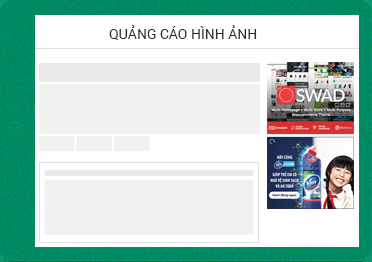 QUẢNG CÁO HÌNH ẢNH
SWAD
Multi Homepage + Multi Store + Multi Purpose
Woocommerce Theme
HÃY CÙNG
GIÚP TRẺ EM CÓ
NHÀ VỆ SINH SẠCH
VÀ AN TOÀN